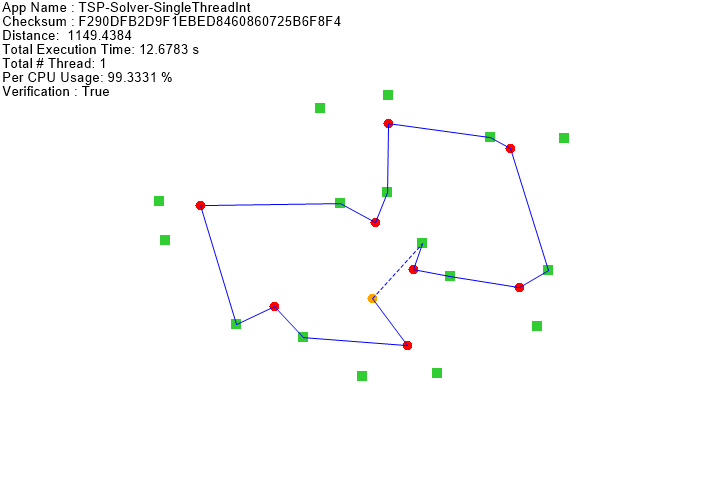 App Name : TSP-Solver-SingleThreadInt
Checksum : F290DFB2D9F1EBED8460860725B6F8F4
Distance:  1149.4384
Total Execution Time: 12.6783 s
Total # Thread: 1
Per CPU Usage: 99.3331 %
Verification : True